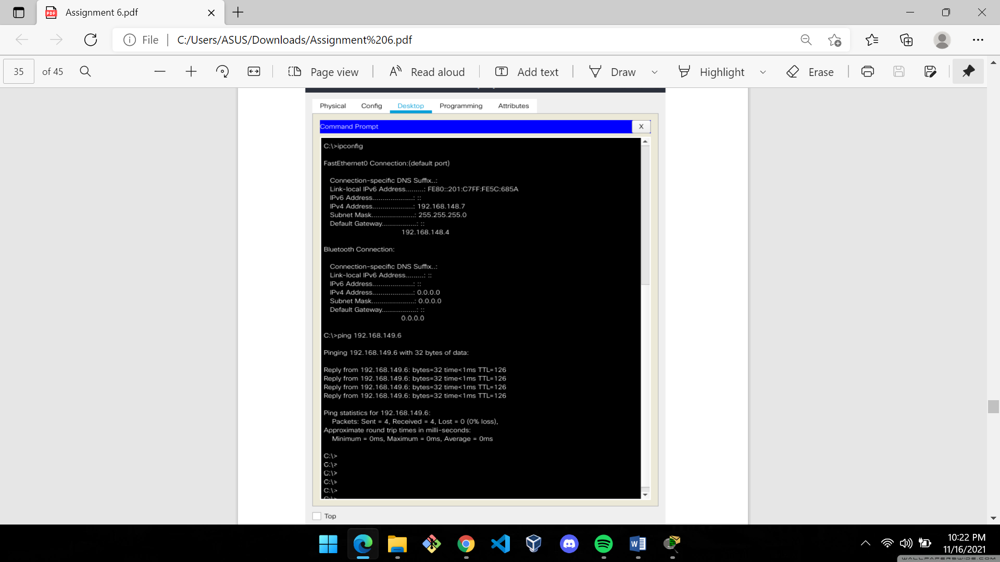 Assignment 6.pdf
File
C:/Users/ASUS/Downloads/Assignment%206.pdf
35 of 45
Page view
Read aloud
Add text
Draw
Highlight
Erase
Physical Config Desktop Programming Attributes
Command Prompt X
C:\>ipconfig
FastEthernet0 Connection:(default port)
Connection-specific DNS Suffix..:
Link-local IPv6 Address.........: FE80::201:C7FF:FE5C:685A
IPv6 Address....................: ::
IPv4 Address....................: 192.168.148.7
Subnet Mask.....................: 255.255.255.0
Default Gateway.................: ::
192.168.148.4
Bluetooth Connection:
Connection-specific DNS Suffix..:
Link-local IPv6 Address.........: ::
IPv6 Address....................: ::
IPv4 Address....................: 0.0.0.0
Subnet Mask.....................: 0.0.0.0
Default Gateway.................: ::
0.0.0.0
C:\>ping 192.168.149.6
Pinging 192.168.149.6 with 32 bytes of data:
Reply from 192.168.149.6: bytes=32 time<1ms TTL=126
Reply from 192.168.149.6: bytes=32 time<1ms TTL=126
Reply from 192.168.149.6: bytes=32 time<1ms TTL=126
Reply from 192.168.149.6: bytes=32 time<1ms TTL=126
Ping statistics for 192.168.149.6:
Packets: Sent = 4, Received = 4, Lost = 0 (0% loss),
Approximate round trip times in milli-seconds:
Minimum = 0ms, Maximum = 0ms, Average = 0ms
C:\>
C:\>
C:\>
C:\>
C:\>
Top
10:22 PM
11/16/2021
WALLPAPERSWIDE.COM